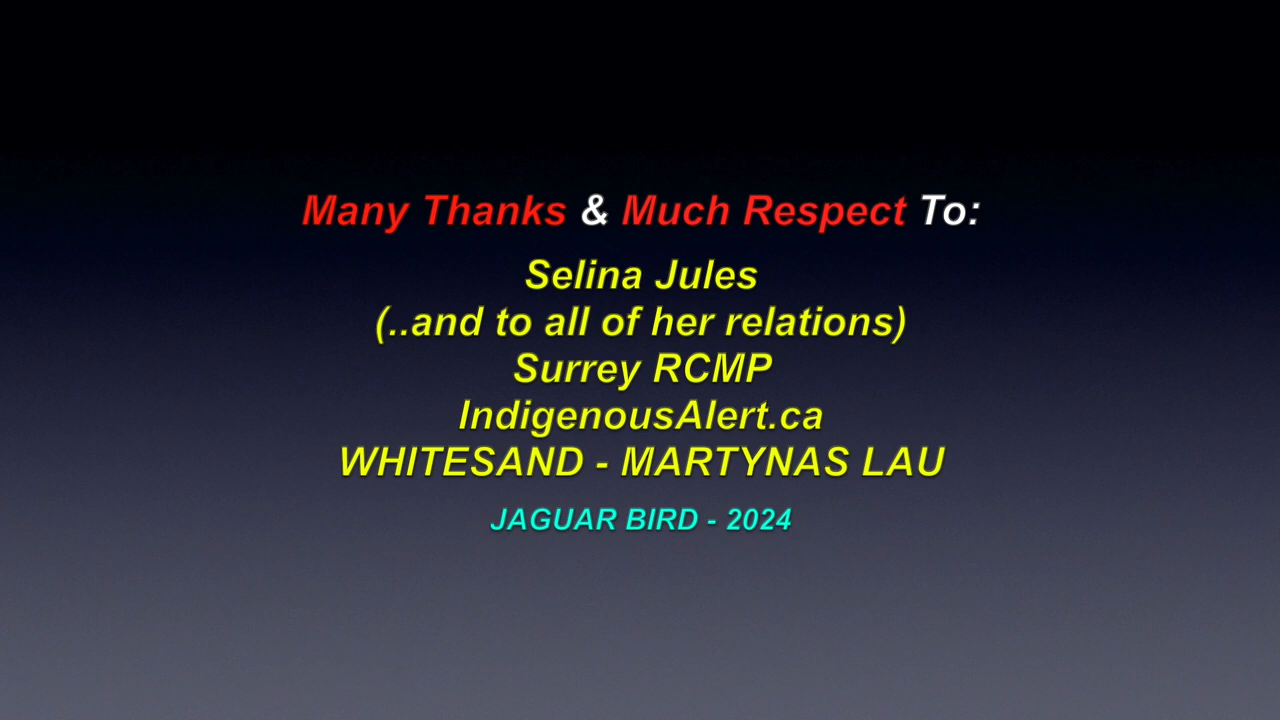 Many Thanks & Much Respect To:
Selina Jules
(..and to all of her relations)
Surrey RCMP
IndigenousAlert.ca
WHITESAND - MARTYNAS LAU
JAGUAR BIRD - 2024